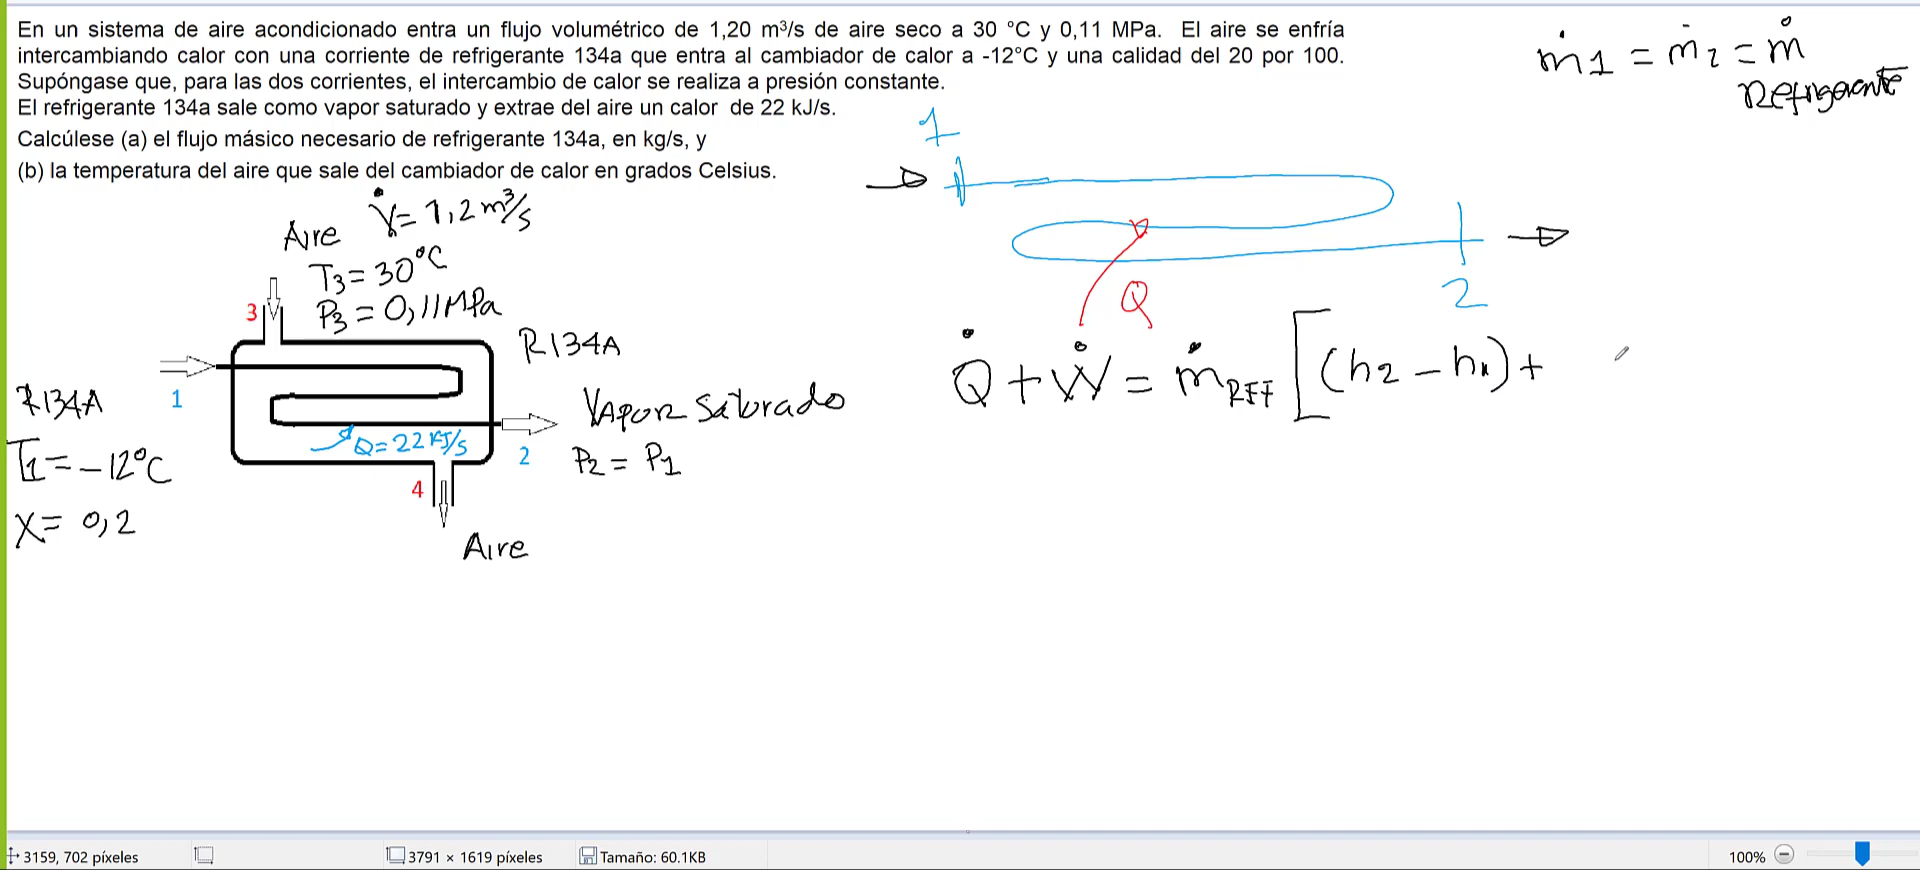 En un sistema de aire acondicionado entra un flujo volumétrico de 1,20 m³/s de aire seco a 30 °C y 0,11 MPa. El aire se enfría
intercambiando calor con una corriente de refrigerante 134a que entra al cambiador de calor a -12°C y una calidad del 20 por 100.
Supóngase que, para las dos corrientes, el intercambio de calor se realiza a presión constante.
El refrigerante 134a sale como vapor saturado y extrae del aire un calor de 22 kJ/s.
Calcúlese (a) el flujo másico necesario de refrigerante 134a, en kg/s, y
(b) la temperatura del aire que sale del cambiador de calor en grados Celsius.
ṁ1 = ṁ2 = ṁ
Refrigerante
1
Aire V̇= 1,2 m³/s
T3= 30°C
P3 = 0,11 MPa
3
R134A
R134A
1
Vapor Saturado
Q=22 KJ/s
2
P2 = P1
T1= -12°C
X= 0,2
4
Aire
Q
2
Q̇ + Ẇ = ṁREF [(h2 - h1) +
3159, 702 píxeles
3791 × 1619 píxeles
Tamaño: 60.1KB
100%